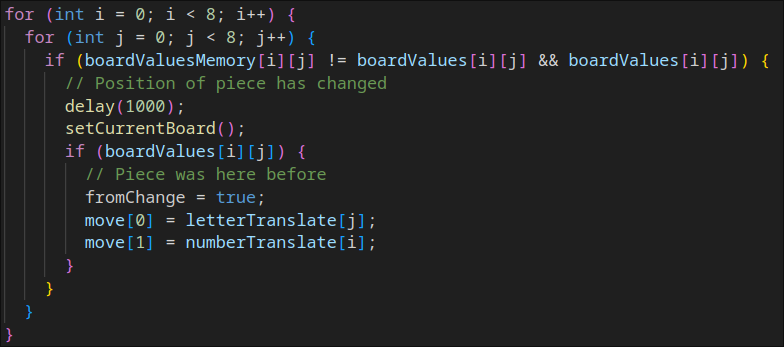 for (int i = 0; i < 8; i++) {
  for (int j = 0; j < 8; j++) {
    if (boardValuesMemory[i][j] != boardValues[i][j] && boardValues[i][j]) {
      // Position of piece has changed
      delay(1000);
      setCurrentBoard();
      if (boardValues[i][j]) {
        // Piece was here before
        fromChange = true;
        move[0] = letterTranslate[j];
        move[1] = numberTranslate[i];
      }
    }
  }
}